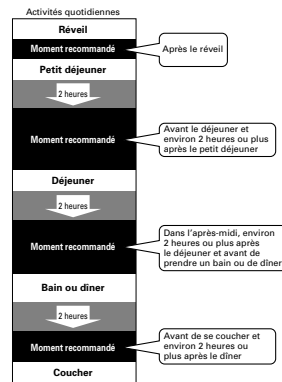 Activités quotidiennes
Réveil
Moment recommandé
Après le réveil
Petit déjeuner
2 heures
Moment recommandé
Avant le déjeuner et
environ 2 heures ou plus
après le petit déjeuner
Déjeuner
2 heures
Moment recommandé
Dans l'après-midi, environ
2 heures ou plus après
le déjeuner et avant de
prendre un bain ou de dîner
Bain ou dîner
2 heures
Moment recommandé
Avant de se coucher et
environ 2 heures ou
plus après le dîner
Coucher